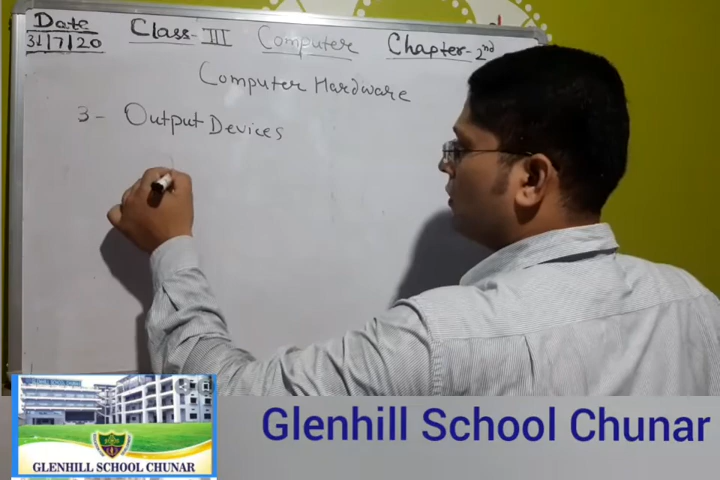 Date Class-III Computer Chapter-2nd
31/7/20
Computer Hardware
3- Output Devices
Glenhill School Chunar
GLENHILL SCHOOL CHUNAR